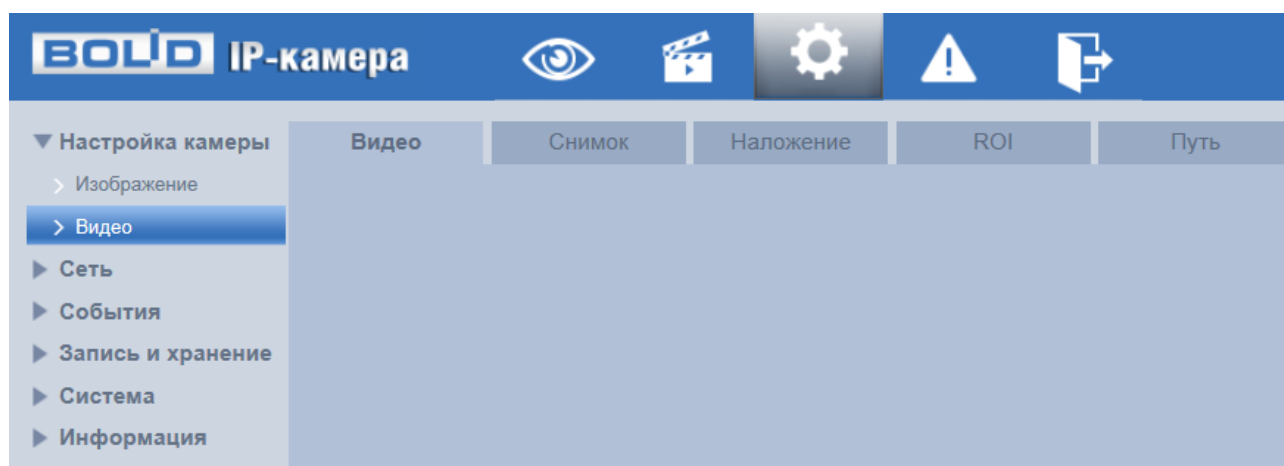 BOLID IP-камера
Настройка камеры
Видео
Снимок
Наложение
ROI
Путь
Изображение
Видео
Сеть
События
Запись и хранение
Система
Информация